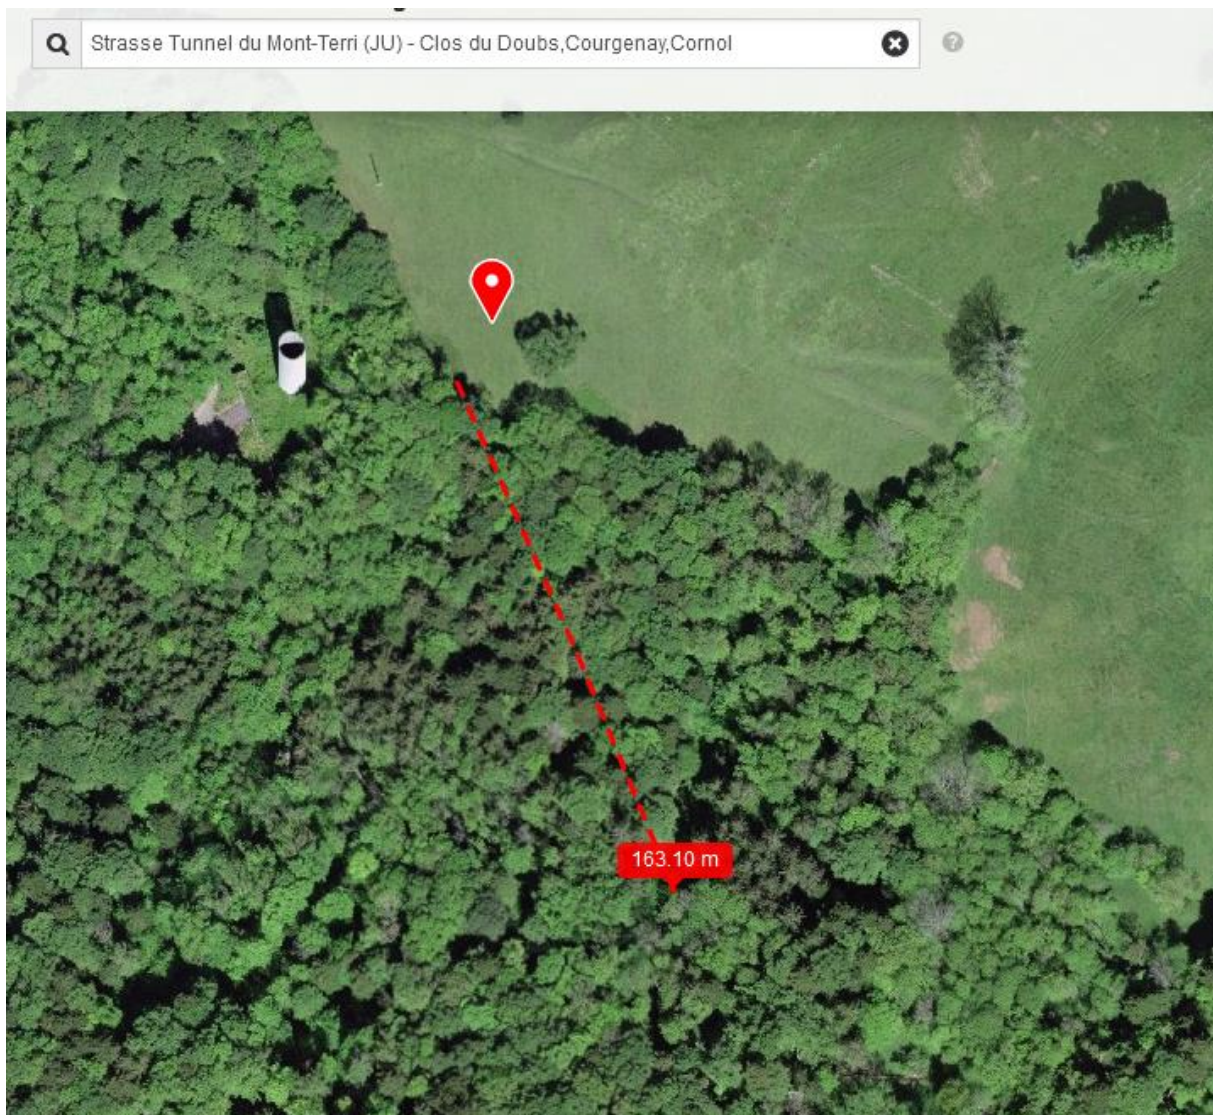 Strasse Tunnel du Mont-Terri (JU) - Clos du Doubs,Courgenay,Cornol
163.10 m